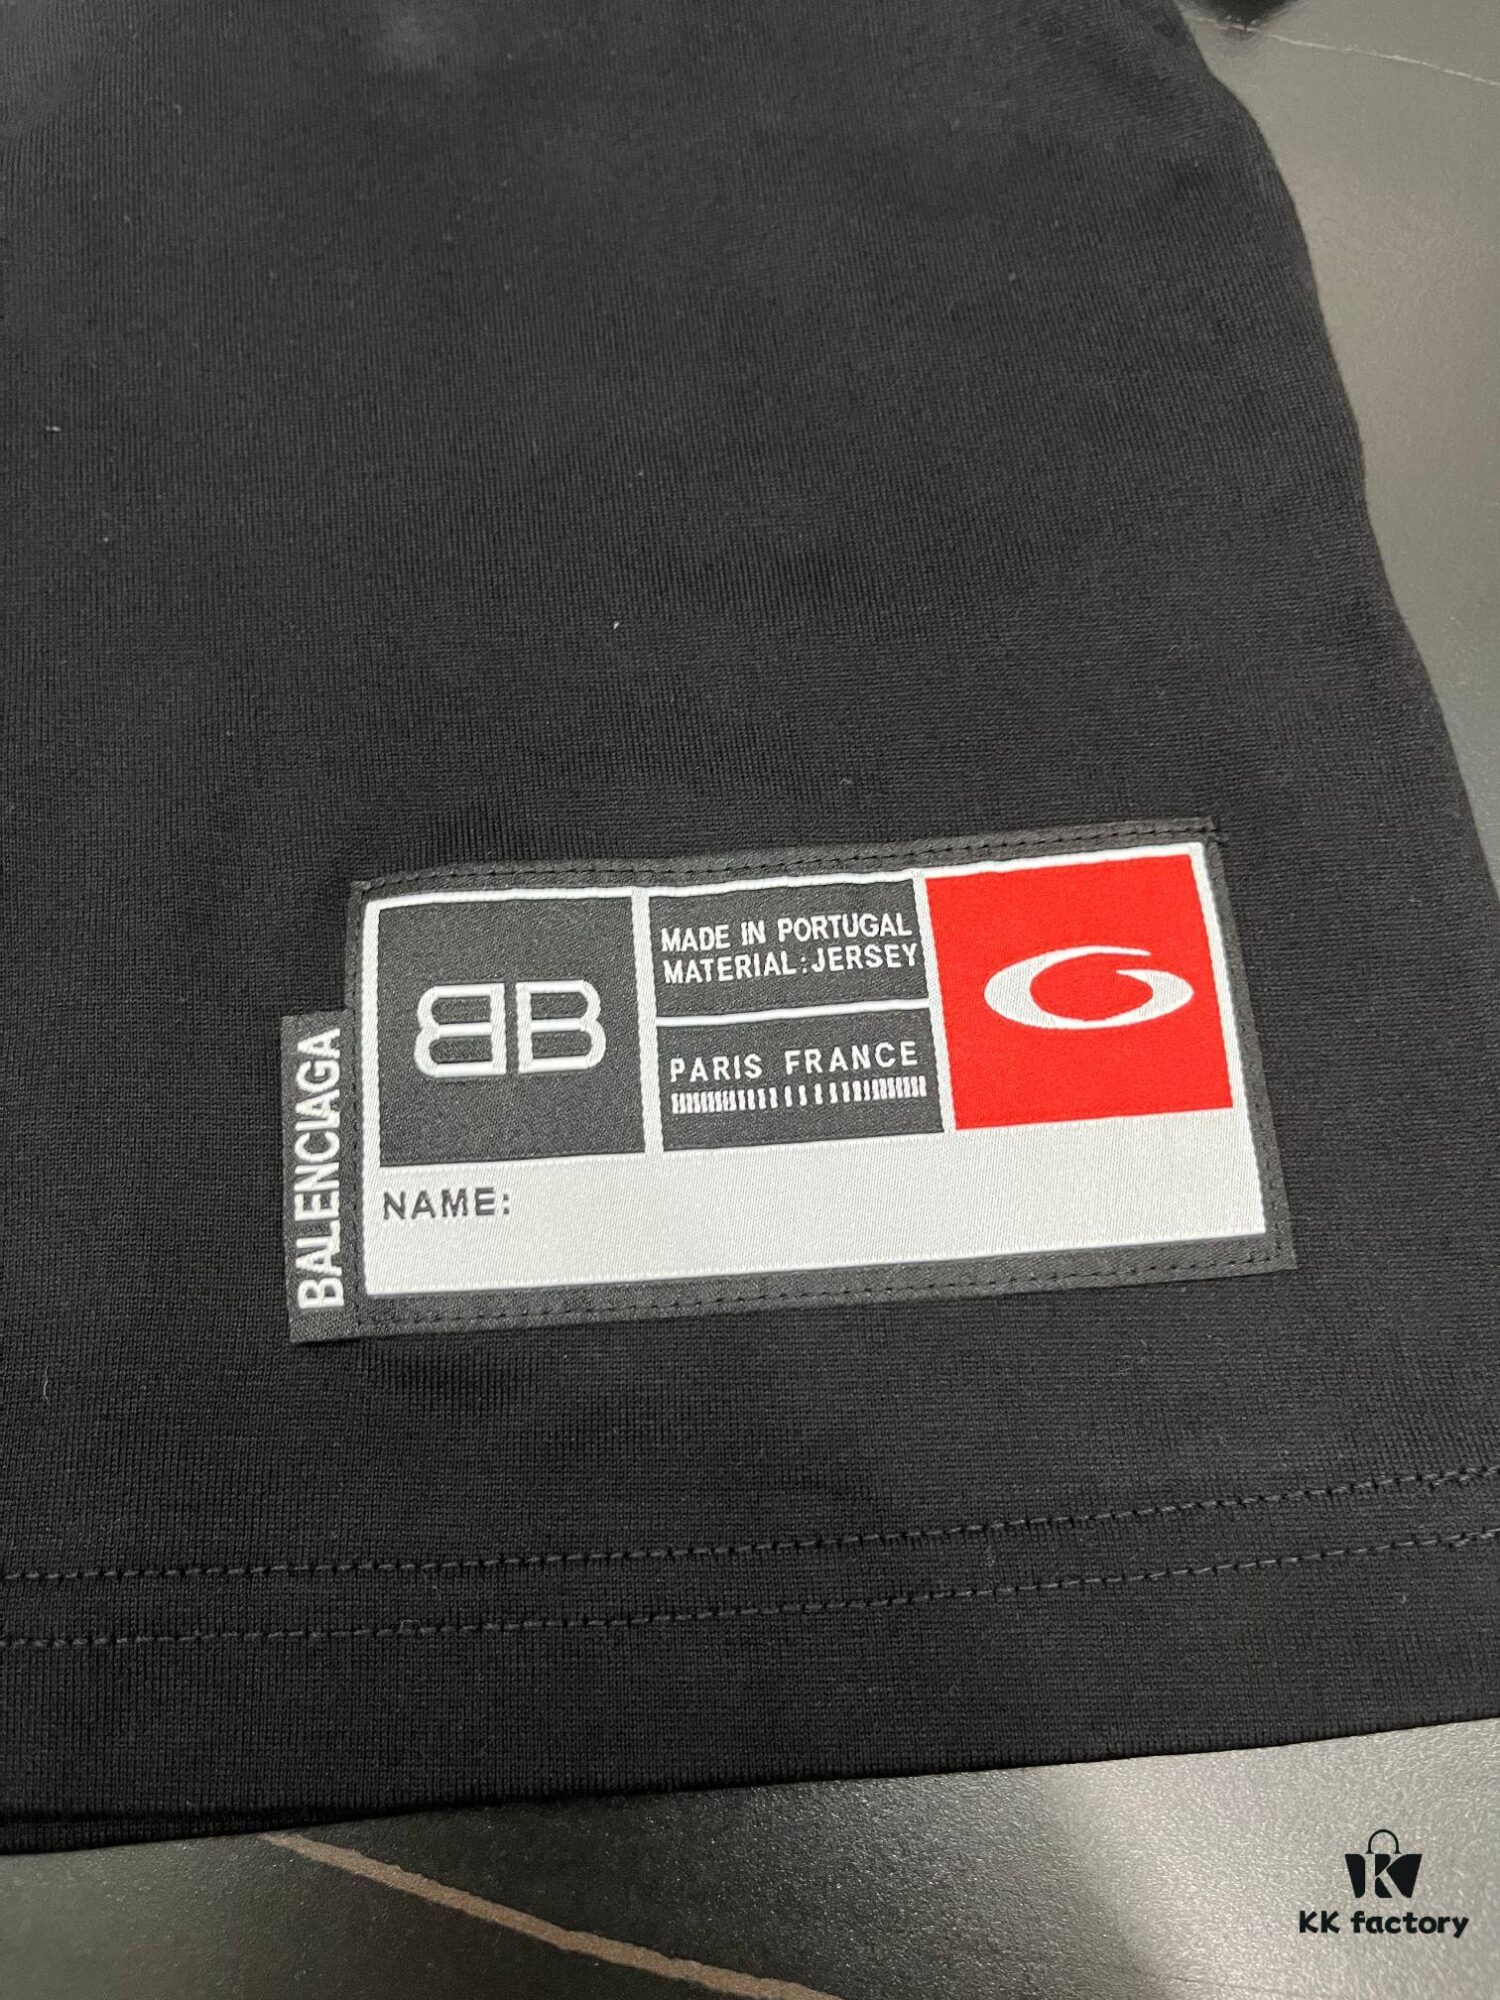 BALENCIAGA
BB
MADE IN PORTUGAL
MATERIAL:JERSEY
PARIS FRANCE
NAME:
KK factory